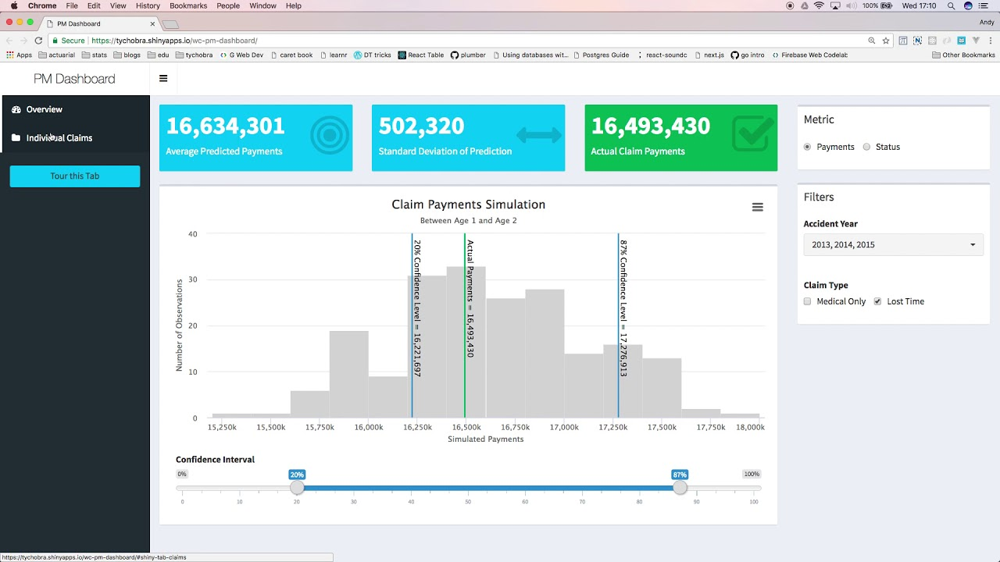 Chrome File Edit View History Bookmarks People Window Help 100% Wed 17:10
PM Dashboard Andy
Secure https://tychobra.shinyapps.io/wc-pm-dashboard/
Apps actuarial stats blogs edu tychobra G Web Dev caret book learnr DT tricks React Table plumber Using databases wit... Postgres Guide react-soundc next.js go intro Firebase Web Codelab Other Bookmarks
PM Dashboard
Overview
Individual Claims
Tour this Tab
16,634,301
Average Predicted Payments
502,320
Standard Deviation of Prediction
16,493,430
Actual Claim Payments
Metric
Payments Status
Filters
Accident Year
2013, 2014, 2015
Claim Type
Medical Only Lost Time
Claim Payments Simulation
Between Age 1 and Age 2
Number of Observations
40
30
20
10
0
20% Confidence Level = 16,221,697
Actual Payments = 16,493,430
87% Confidence Level = 17,276,913
15,250k 15,500k 15,750k 16,000k 16,250k 16,500k 16,750k 17,000k 17,250k 17,500k 17,750k 18,000k
Simulated Payments
Confidence Interval
0% 20% 87% 100%
0 10 20 30 40 50 60 70 80 90 100
https://tychobra.shinyapps.io/wc-pm-dashboard/#shiny-tab-claims